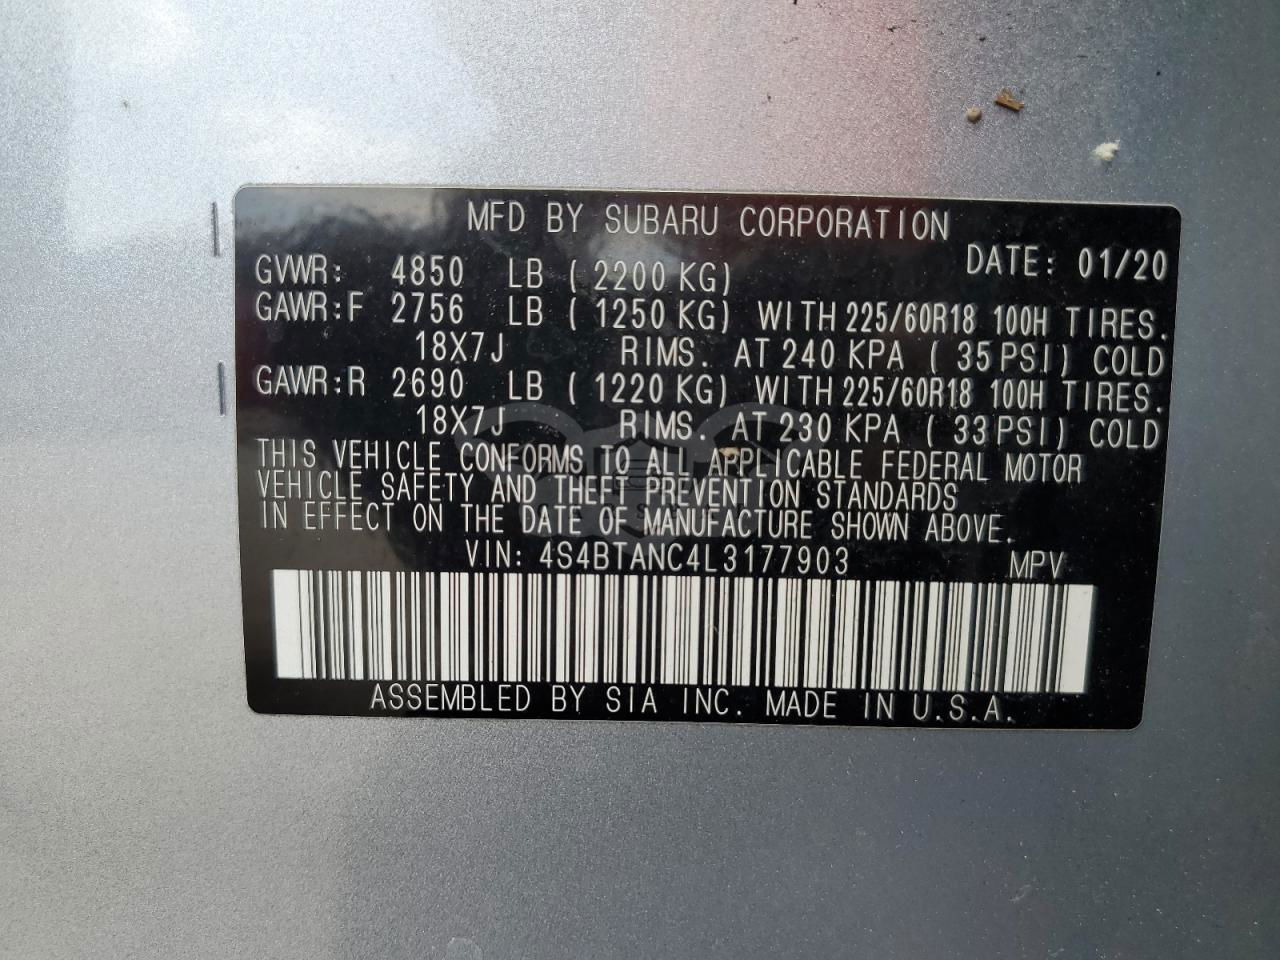 MFD BY SUBARU CORPORATION
DATE: 01/20
GVWR: 4850 LB ( 2200 KG)
GAWR:F 2756 LB ( 1250 KG) WITH 225/60R18 100H TIRES.
18X7J RIMS. AT 240 KPA ( 35 PSI) COLD
GAWR:R 2690 LB ( 1220 KG) WITH 225/60R18 100H TIRES.
18X7J RIMS. AT 230 KPA ( 33 PSI) COLD
THIS VEHICLE CONFORMS TO ALL APPLICABLE FEDERAL MOTOR
VEHICLE SAFETY AND THEFT PREVENTION STANDARDS
IN EFFECT ON THE DATE OF MANUFACTURE SHOWN ABOVE.
VIN: 4S4BTANC4L3177903 MPV
ASSEMBLED BY SIA INC. MADE IN U.S.A.